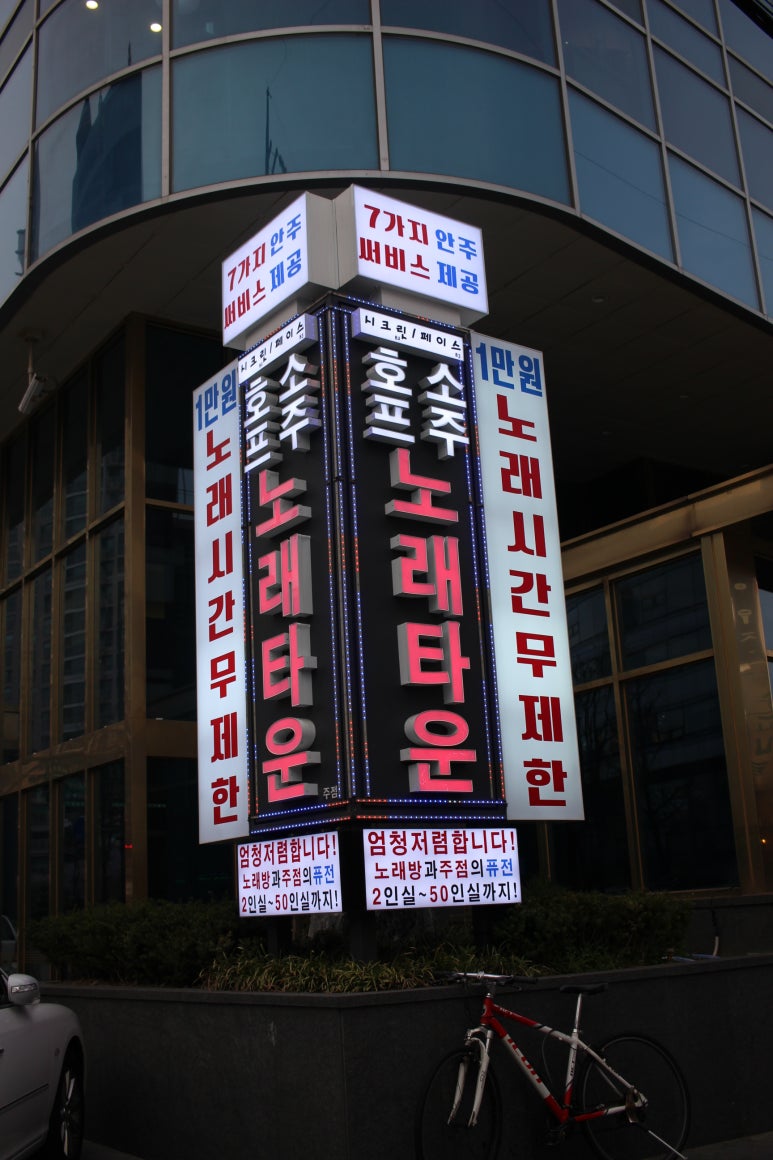 7가지 안주
써비스 제공
7가지 안주
써비스 제공
시크릿/페이스
시크릿/페이스
1만원
노래시간무제한
호프
소주
노래타운
주점
호프
소주
노래타운
1만원
노래시간무제한
엄청저렴합니다!
노래방과주점의퓨전
2인실~50인실까지!
엄청저렴합니다!
노래방과주점의퓨전
2인실~50인실까지!